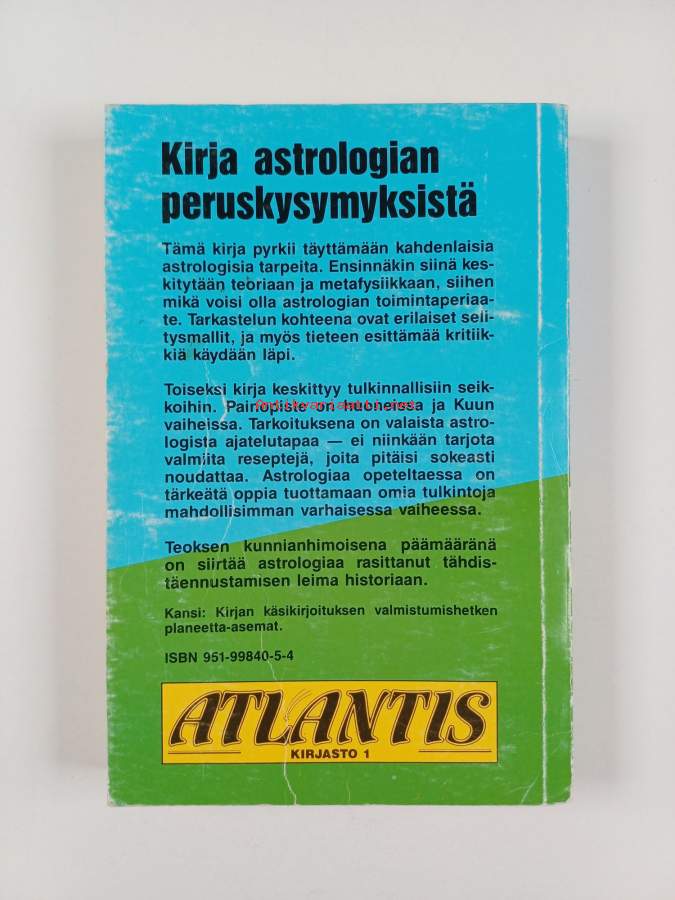 Kirja astrologian
peruskysymyksistä
Tämä kirja pyrkii täyttämään kahdenlaisia
astrologisia tarpeita. Ensinnäkin siinä kes-
kitytään teoriaan ja metafysiikkaan, siihen
mikä voisi olla astrologian toimintaperiaa-
te. Tarkastelun kohteena ovat erilaiset seli-
tysmallit, ja myös tieteen esittämää kritiik-
kiä käydään läpi.
Toiseksi kirja keskittyy tulkinnallisiin seik-
koihin. Painopiste on huoneissa ja Kuun
vaiheissa. Tarkoituksena on valaista astro-
logista ajatelutapaa — ei niinkään tarjota
valmiita reseptejä, joita pitäisi sokeasti
noudattaa. Astrologiaa opeteltaessa on
tärkeätä oppia tuottamaan omia tulkintoja
mahdollisimman varhaisessa vaiheessa.
Teoksen kunnianhimoisena päämääränä
on siirtää astrologiaa rasittanut tähdis-
täennustamisen leima historiaan.
Kansi: Kirjan käsikirjoituksen valmistumishetken
planeetta-asemat.
ISBN 951-99840-5-4
ATLANTIS
KIRJASTO 1